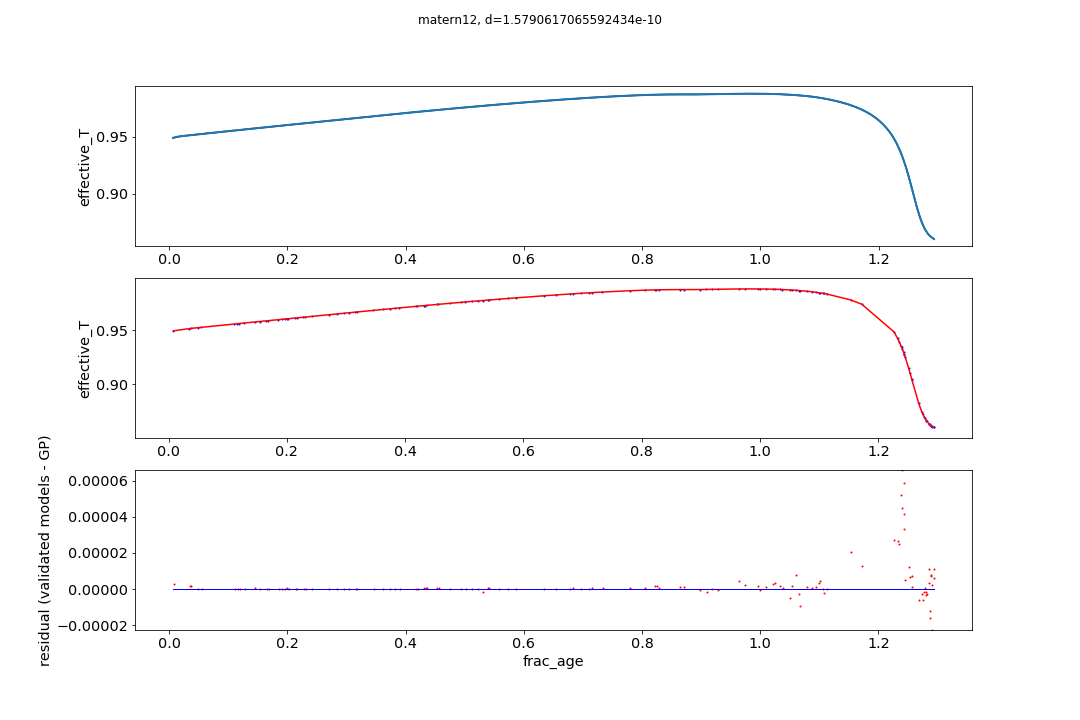 matern12, d=1.5790617065592434e-10
effective_T
0.95
0.90
0.0 0.2 0.4 0.6 0.8 1.0 1.2
effective_T
0.95
0.90
0.0 0.2 0.4 0.6 0.8 1.0 1.2
residual (validated models - GP)
0.00006
0.00004
0.00002
0.00000
−0.00002
0.0 0.2 0.4 0.6 0.8 1.0 1.2
frac_age